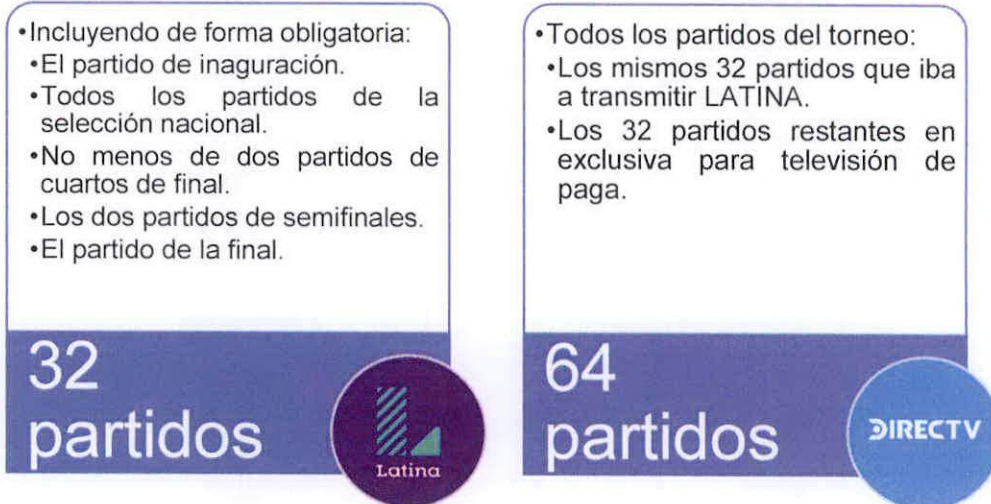 •Incluyendo de forma obligatoria:
•El partido de inaguración.
•Todos los partidos de la
selección nacional.
•No menos de dos partidos de
cuartos de final.
•Los dos partidos de semifinales.
•El partido de la final.
32
partidos
Latina
•Todos los partidos del torneo:
•Los mismos 32 partidos que iba
a transmitir LATINA.
•Los 32 partidos restantes en
exclusiva para televisión de
paga.
64
partidos
DIRECTV